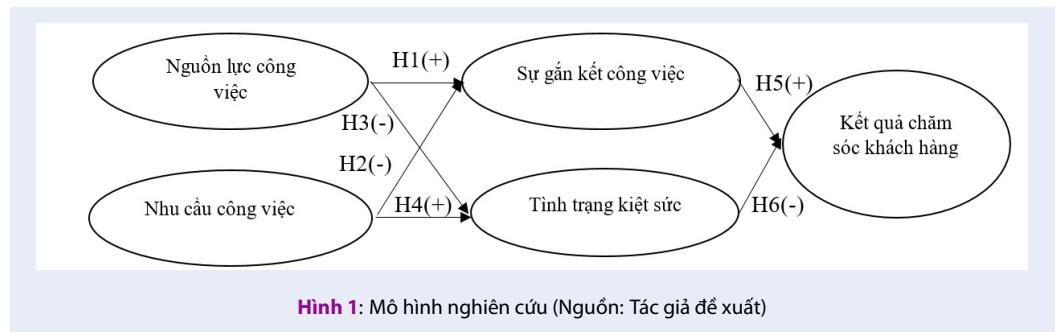 Nguồn lực công
việc
H1(+)
Sự gắn kết công việc
H5(+)
H3(-)
Kết quả chăm
sóc khách hàng
H2(-)
Nhu cầu công việc
H4(+)
Tình trạng kiệt sức
H6(-)
Hình 1: Mô hình nghiên cứu (Nguồn: Tác giả đề xuất)